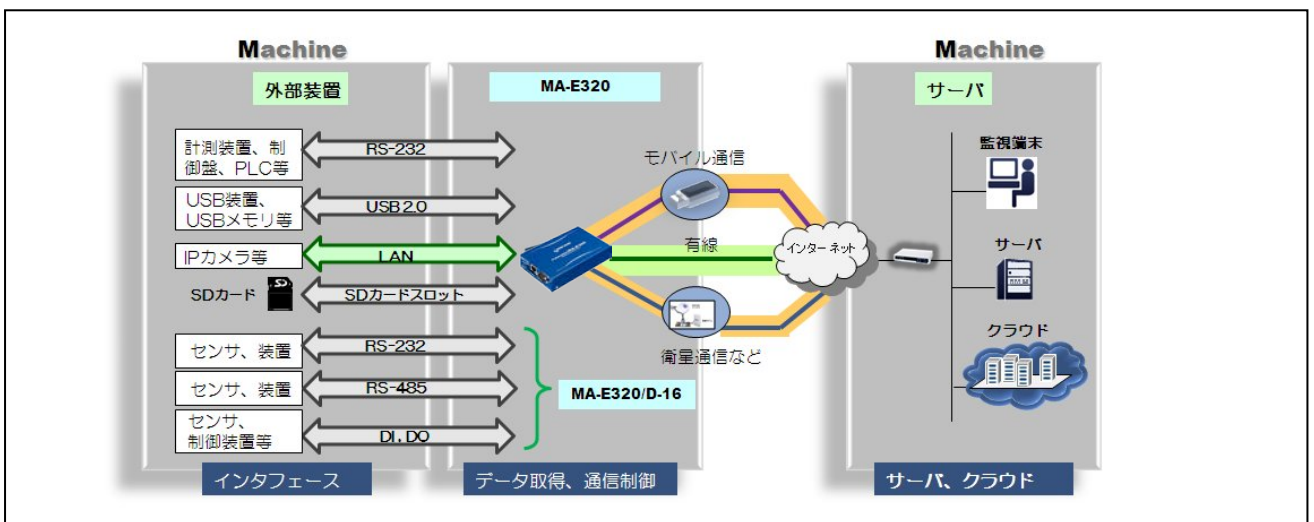 Machine
外部装置
計測装置、制
御盤、PLC等
RS-232
USB装置、
USBメモリ等
USB2.0
IPカメラ等
LAN
SDカード
SD
SDカードスロット
センサ、装置
RS-232
センサ、装置
RS-485
センサ、
制御装置等
DI,DO
インタフェース
MA-E320
MA-E320/D-16
データ取得、通信制御
モバイル通信
有線
衛量通信など
インターネット
Machine
サーバ
監視端末
サーバ
クラウド
サーバ、クラウド